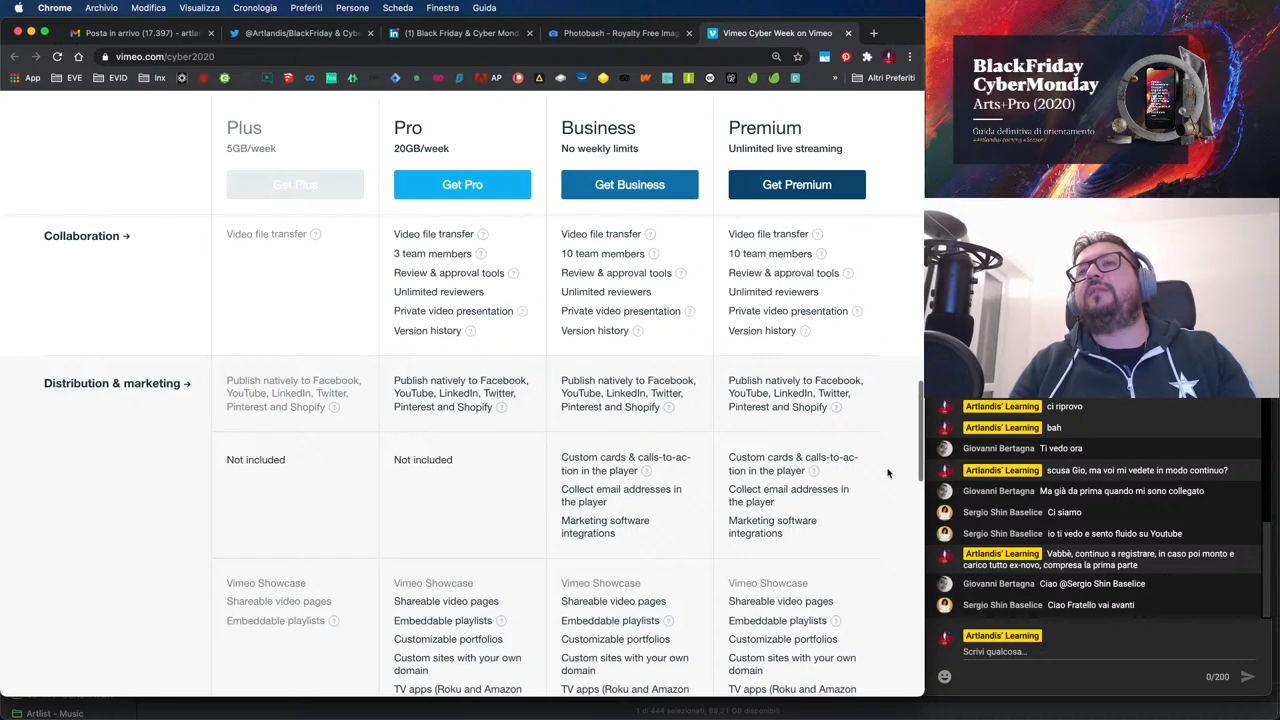 Chrome Archivio Modifica Visualizza Cronologia Preferiti Persone Scheda Finestra Guida
Posta in arrivo (17.397) - artlan
@Artlandis/BlackFriday & Cybe
(1) Black Friday & Cyber Mond
Photobash - Royalty Free Imag
Vimeo Cyber Week on Vimeo
vimeo.com/cyber2020
App EVE EVID Inx AP Altri Preferiti
Plus Pro Business Premium
5GB/week 20GB/week No weekly limits Unlimited live streaming
Get Plus Get Pro Get Business Get Premium
Collaboration →
Video file transfer
Video file transfer
3 team members
Review & approval tools
Unlimited reviewers
Private video presentation
Version history
Video file transfer
10 team members
Review & approval tools
Unlimited reviewers
Private video presentation
Version history
Video file transfer
10 team members
Review & approval tools
Unlimited reviewers
Private video presentation
Version history
Distribution & marketing →
Publish natively to Facebook,
YouTube, LinkedIn, Twitter,
Pinterest and Shopify
Publish natively to Facebook,
YouTube, LinkedIn, Twitter,
Pinterest and Shopify
Publish natively to Facebook,
YouTube, LinkedIn, Twitter,
Pinterest and Shopify
Publish natively to Facebook,
YouTube, LinkedIn, Twitter,
Pinterest and Shopify
Not included
Not included
Custom cards & calls-to-ac-
tion in the player
Collect email addresses in
the player
Marketing software
integrations
Custom cards & calls-to-ac-
tion in the player
Collect email addresses in
the player
Marketing software
integrations
Vimeo Showcase
Shareable video pages
Embeddable playlists
Vimeo Showcase
Shareable video pages
Embeddable playlists
Customizable portfolios
Custom sites with your own
domain
TV apps (Roku and Amazon
Vimeo Showcase
Shareable video pages
Embeddable playlists
Customizable portfolios
Custom sites with your own
domain
TV apps (Roku and Amazon
Vimeo Showcase
Shareable video pages
Embeddable playlists
Customizable portfolios
Custom sites with your own
domain
TV apps (Roku and Amazon
Artlist - Music
1 di 444 selezionati, 89,21 GB disponibili
BlackFriday
CyberMonday
Arts+Pro (2020)
Guida definitiva di orientamento
Artlandis' Learning ci riprovo
Artlandis' Learning bah
Giovanni Bertagna Ti vedo ora
Artlandis' Learning scusa Gio, ma voi mi vedete in modo continuo?
Giovanni Bertagna Ma già da prima quando mi sono collegato
Sergio Shin Baselice Ci siamo
Sergio Shin Baselice io ti vedo e sento fluido su Youtube
Artlandis' Learning Vabbè, continuo a registrare, in caso poi monto e
carico tutto ex-novo, compresa la prima parte
Giovanni Bertagna Ciao @Sergio Shin Baselice
Sergio Shin Baselice Ciao Fratello vai avanti
Artlandis' Learning
Scrivi qualcosa...
0/200